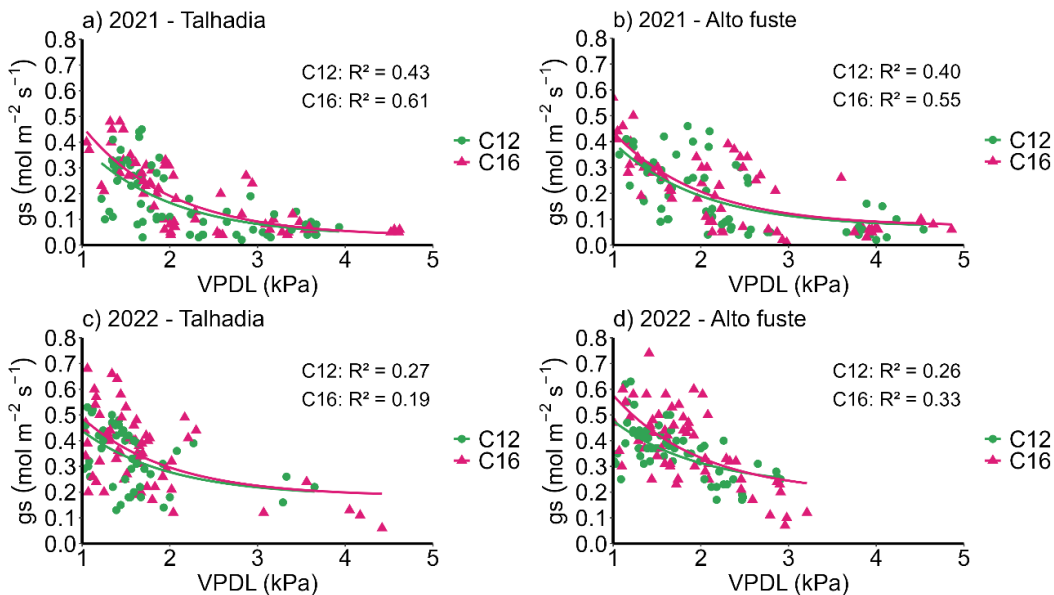 a) 2021 - Talhadia
gs (mol m⁻² s⁻¹)
0.8
0.7
0.6
0.5
0.4
0.3
0.2
0.1
0.0
C12: R² = 0.43
C16: R² = 0.61
C12
C16
1 2 3 4 5
VPDL (kPa)
b) 2021 - Alto fuste
gs (mol m⁻² s⁻¹)
0.8
0.7
0.6
0.5
0.4
0.3
0.2
0.1
0.0
C12: R² = 0.40
C16: R² = 0.55
C12
C16
1 2 3 4 5
VPDL (kPa)
c) 2022 - Talhadia
gs (mol m⁻² s⁻¹)
0.8
0.7
0.6
0.5
0.4
0.3
0.2
0.1
0.0
C12: R² = 0.27
C16: R² = 0.19
C12
C16
1 2 3 4 5
VPDL (kPa)
d) 2022 - Alto fuste
gs (mol m⁻² s⁻¹)
0.8
0.7
0.6
0.5
0.4
0.3
0.2
0.1
0.0
C12: R² = 0.26
C16: R² = 0.33
C12
C16
1 2 3 4 5
VPDL (kPa)